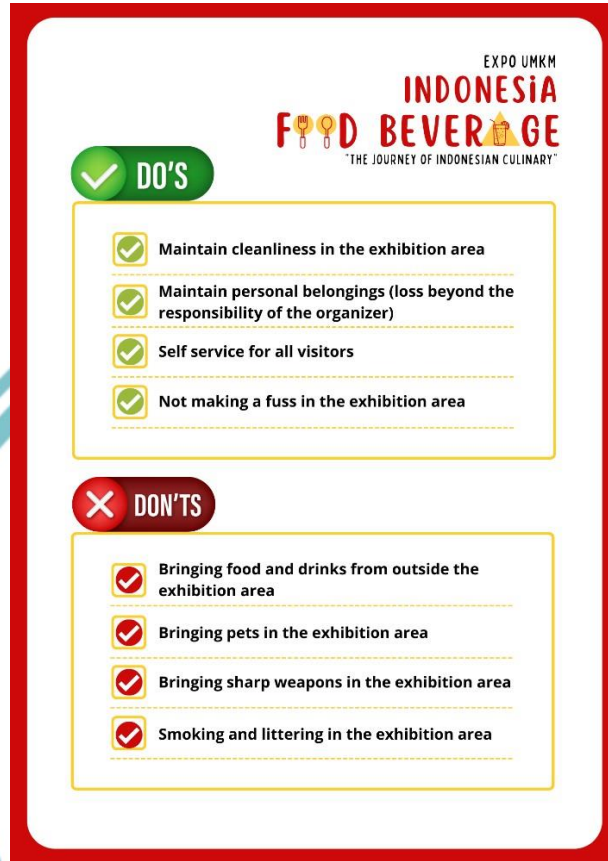 EXPO UMKM
INDONESiA
FOOD BEVERAGE
"THE JOURNEY OF INDONESIAN CULINARY"
DO'S
Maintain cleanliness in the exhibition area
Maintain personal belongings (loss beyond the
responsibility of the organizer)
Self service for all visitors
Not making a fuss in the exhibition area
DON'TS
Bringing food and drinks from outside the
exhibition area
Bringing pets in the exhibition area
Bringing sharp weapons in the exhibition area
Smoking and littering in the exhibition area